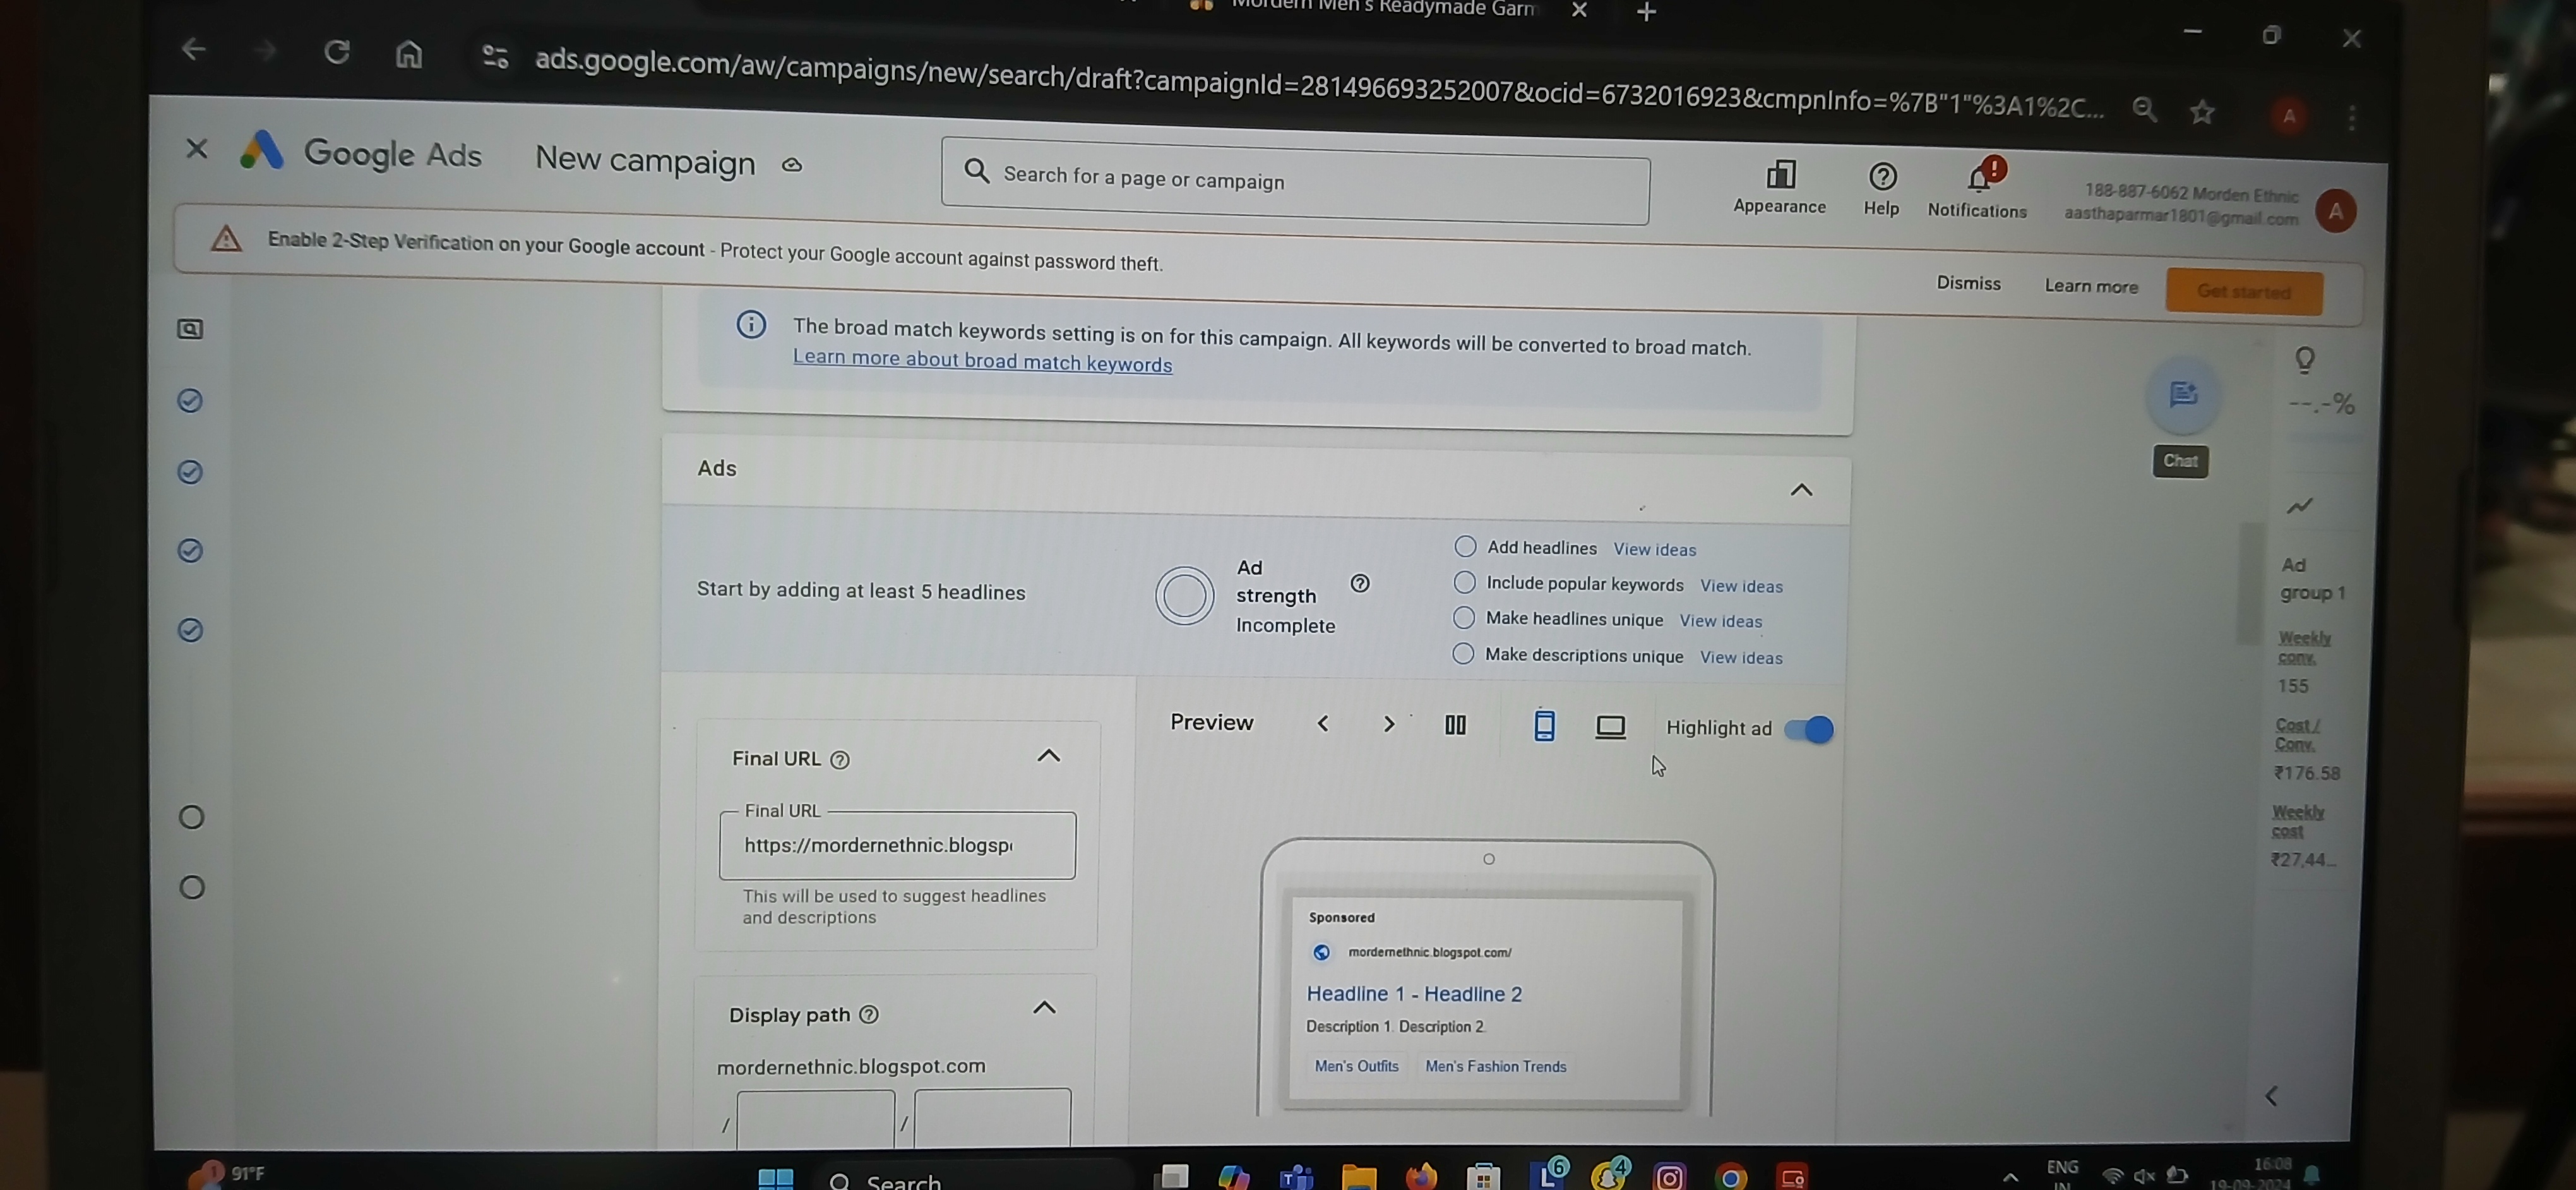 Men's Readymade Garm
ads.google.com/aw/campaigns/new/search/draft?campaignId=281496693252007&ocid=6732016923&cmpnInfo=%7B"1"%3A1%2C...
A
Google Ads
New campaign
Search for a page or campaign
Appearance
Help
Notifications
188-887-6062 Morden Ethnic
aasthaparmar1801@gmail.com
A
Enable 2-Step Verification on your Google account - Protect your Google account against password theft.
Dismiss
Learn more
Get started
The broad match keywords setting is on for this campaign. All keywords will be converted to broad match.
Learn more about broad match keywords
--.-%
Chat
Ads
Start by adding at least 5 headlines
Ad
strength
Incomplete
Add headlines View ideas
Include popular keywords View ideas
Make headlines unique View ideas
Make descriptions unique View ideas
Ad
group 1
Weekly
conv.
155
Cost /
Conv.
₹176.58
Weekly
cost
₹27,44...
Preview
Highlight ad
Final URL
Final URL
https://mordernethnic.blogsp
This will be used to suggest headlines
and descriptions
Display path
mordernethnic.blogspot.com
/
/
Sponsored
mordernethnic.blogspot.com/
Headline 1 - Headline 2
Description 1. Description 2.
Men's Outfits
Men's Fashion Trends
1
91°F
Search
6
4
ENG
IN
16:08
19-09-2024